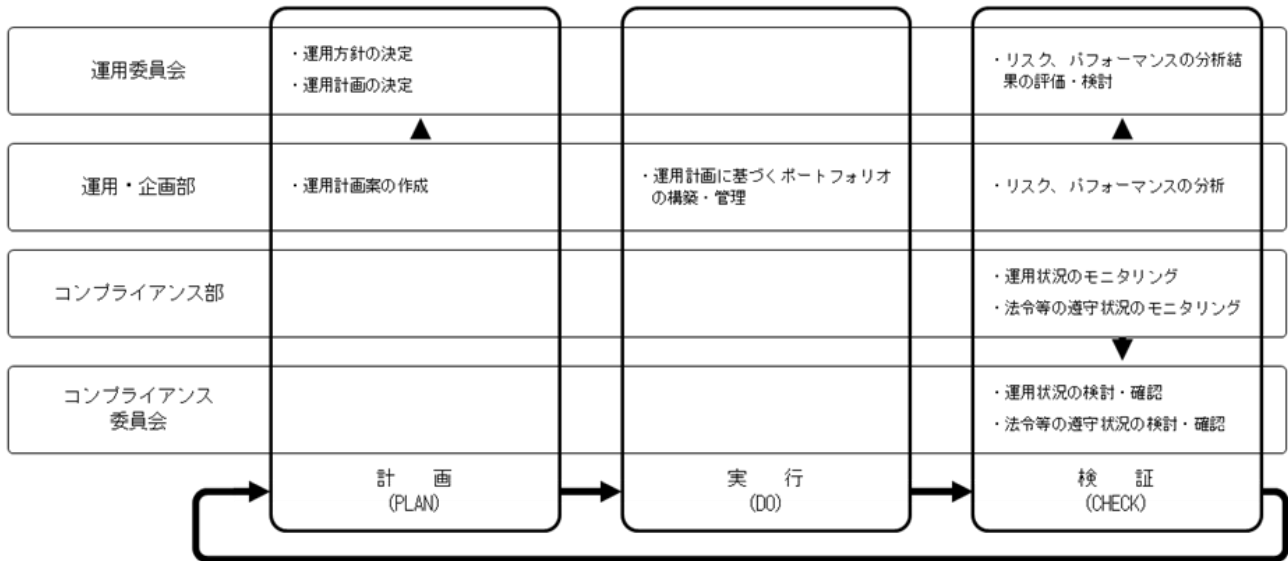 運用委員会
・運用方針の決定
・運用計画の決定
・リスク、パフォーマンスの分析結
果の評価・検討
運用・企画部
・運用計画案の作成
・運用計画に基づくポートフォリオ
の構築・管理
・リスク、パフォーマンスの分析
コンプライアンス部
・運用状況のモニタリング
・法令等の遵守状況のモニタリング
コンプライアンス
委員会
・運用状況の検討・確認
・法令等の遵守状況の検討・確認
計　画
(PLAN)
実　行
(DO)
検　証
(CHECK)